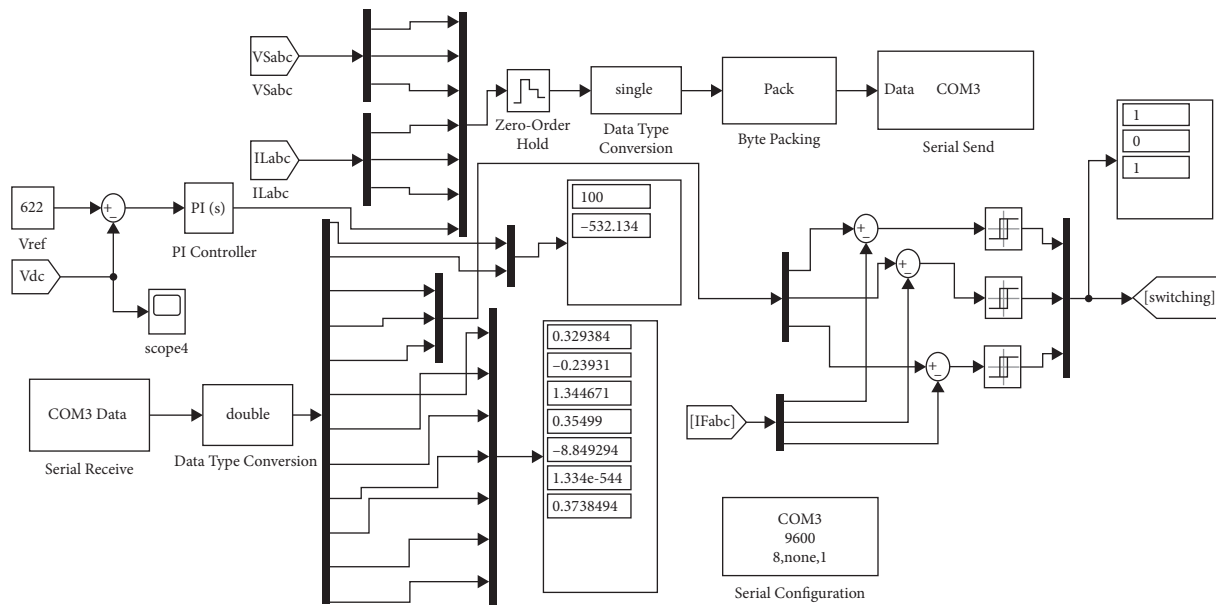 VSabc
VSabc
ILabc
ILabc
Zero-Order
Hold
single
Data Type
Conversion
Pack
Byte Packing
Data COM3
Serial Send
1
0
1
622
Vref
+
−
PI (s)
PI Controller
Vdc
scope4
100
−532.134
+
−
+
−
+
−
[switching]
COM3 Data
Serial Receive
double
Data Type Conversion
0.329384
−0.23931
1.344671
0.35499
−8.849294
1.334e-544
0.3738494
[IFabc]
COM3
9600
8,none,1
Serial Configuration